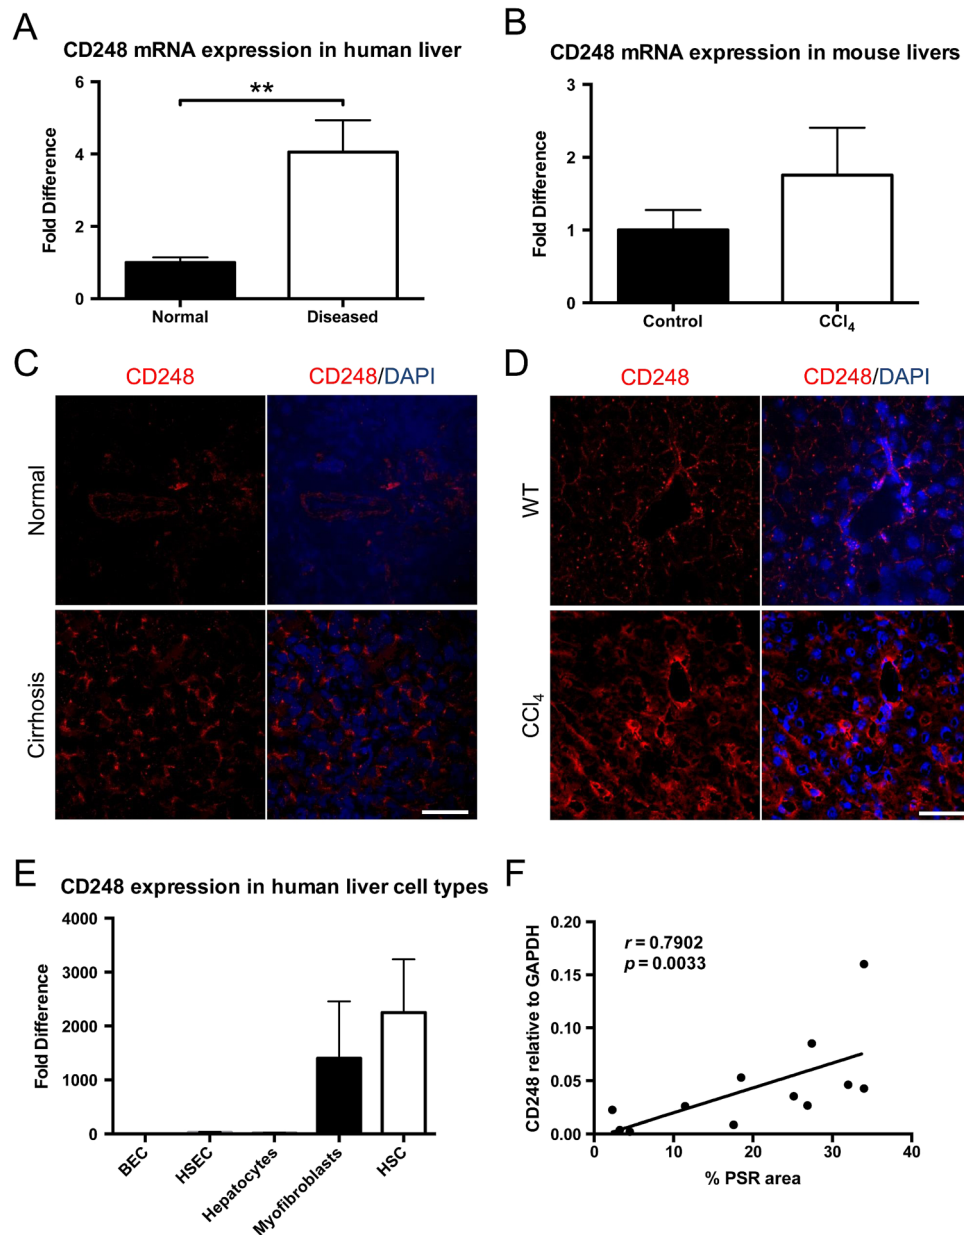 A
CD248 mRNA expression in human liver
Fold Difference
6
4
2
0
**
Normal
Diseased
B
CD248 mRNA expression in mouse livers
Fold Difference
3
2
1
0
Control
CCl₄
C
CD248
CD248/DAPI
Normal
Cirrhosis
D
CD248
CD248/DAPI
WT
CCl₄
E
CD248 expression in human liver cell types
Fold Difference
4000
3000
2000
1000
0
BEC
HSEC
Hepatocytes
Myofibroblasts
HSC
F
CD248 relative to GAPDH
0.20
0.15
0.10
0.05
0.00
r = 0.7902
p = 0.0033
0
10
20
30
40
% PSR area